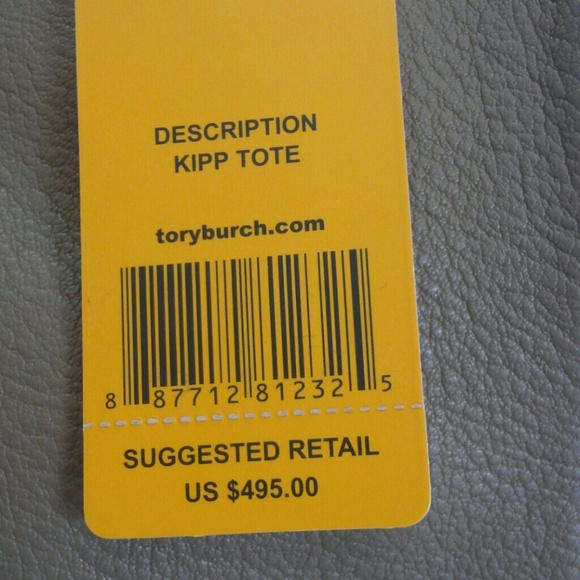 DESCRIPTION
KIPP TOTE
toryburch.com
8 87712 81232 5
SUGGESTED RETAIL
US $495.00